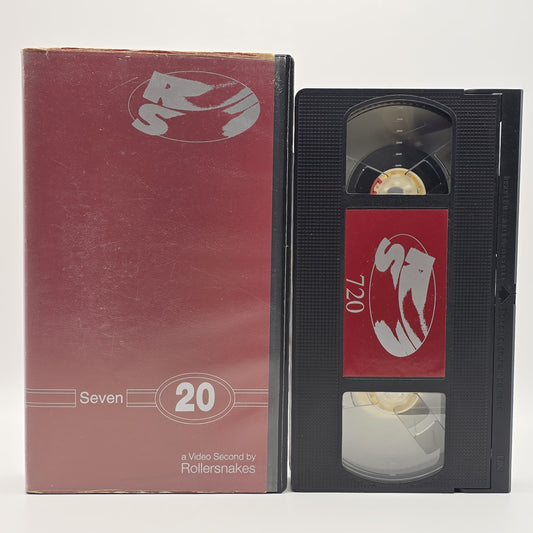 RS
Seven 20
a Video Second by
Rollersnakes
RS
720